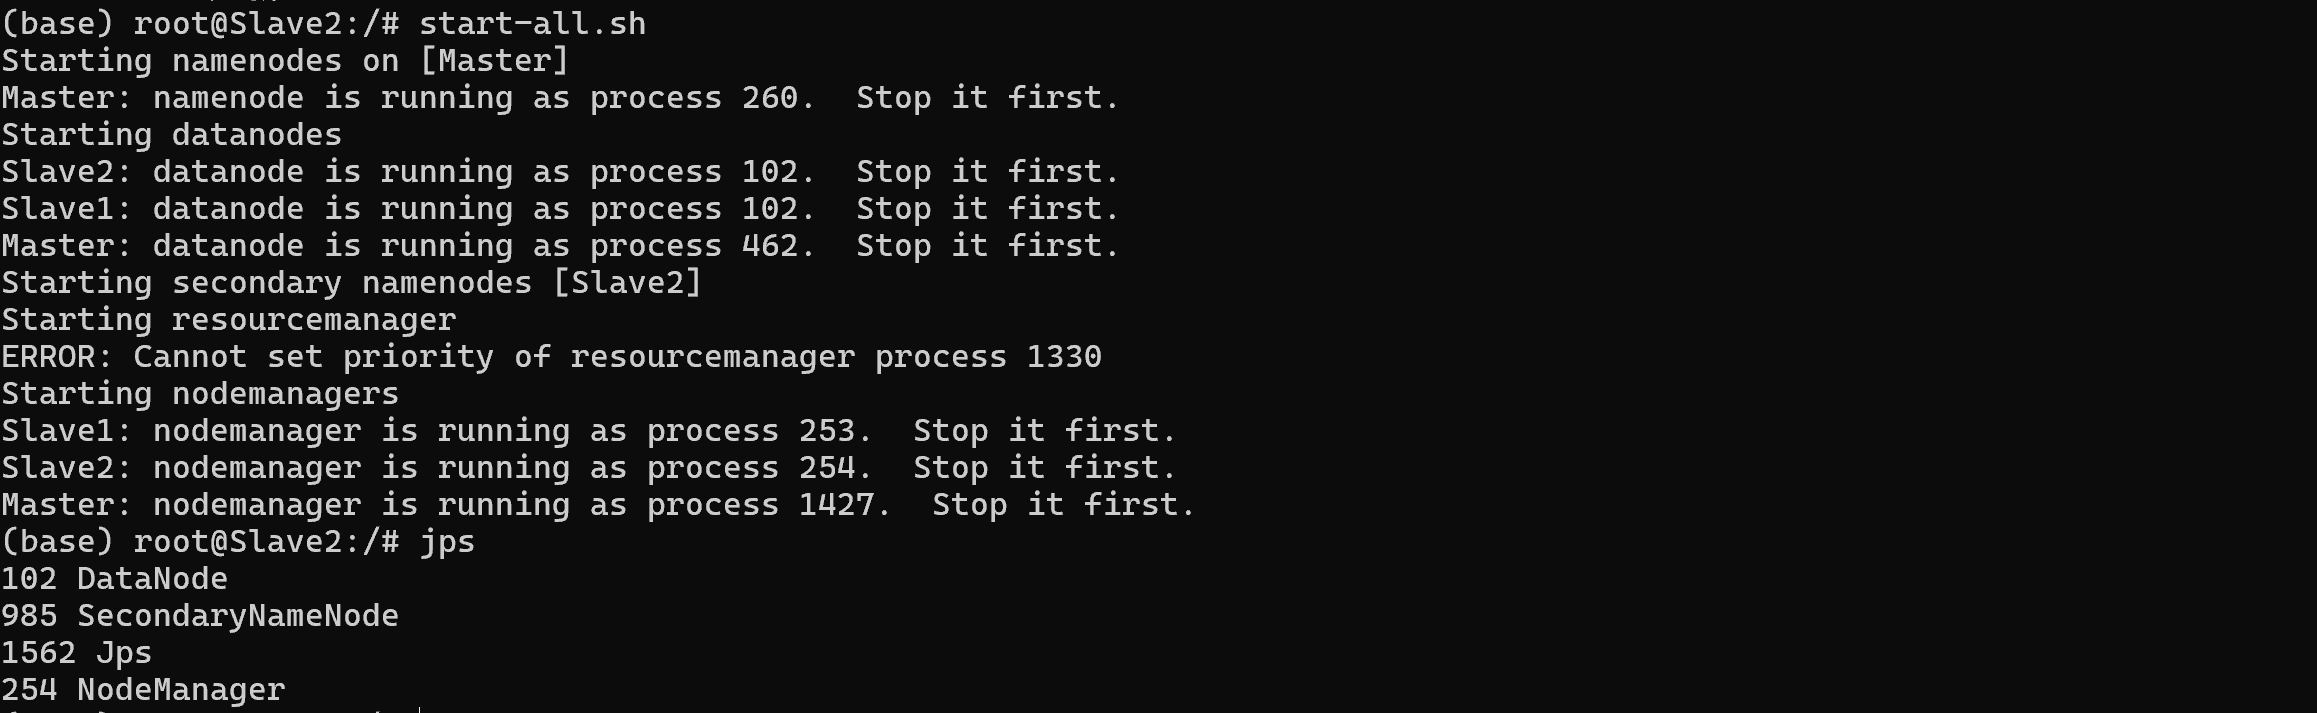 (base) root@Slave2:/# start-all.sh
Starting namenodes on [Master]
Master: namenode is running as process 260.  Stop it first.
Starting datanodes
Slave2: datanode is running as process 102.  Stop it first.
Slave1: datanode is running as process 102.  Stop it first.
Master: datanode is running as process 462.  Stop it first.
Starting secondary namenodes [Slave2]
Starting resourcemanager
ERROR: Cannot set priority of resourcemanager process 1330
Starting nodemanagers
Slave1: nodemanager is running as process 253.  Stop it first.
Slave2: nodemanager is running as process 254.  Stop it first.
Master: nodemanager is running as process 1427.  Stop it first.
(base) root@Slave2:/# jps
102 DataNode
985 SecondaryNameNode
1562 Jps
254 NodeManager